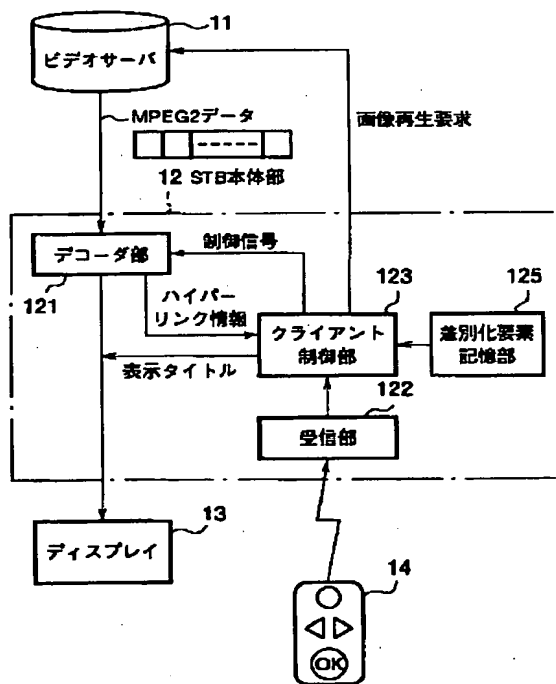 11
ビデオサーバ
MPEG2データ
画像再生要求
12 STB本体部
デコーダ部
制御信号
121
123
125
ハイパー
リンク情報
クライアント
制御部
差別化要素
記憶部
表示タイトル
122
受信部
13
ディスプレイ
14
OK